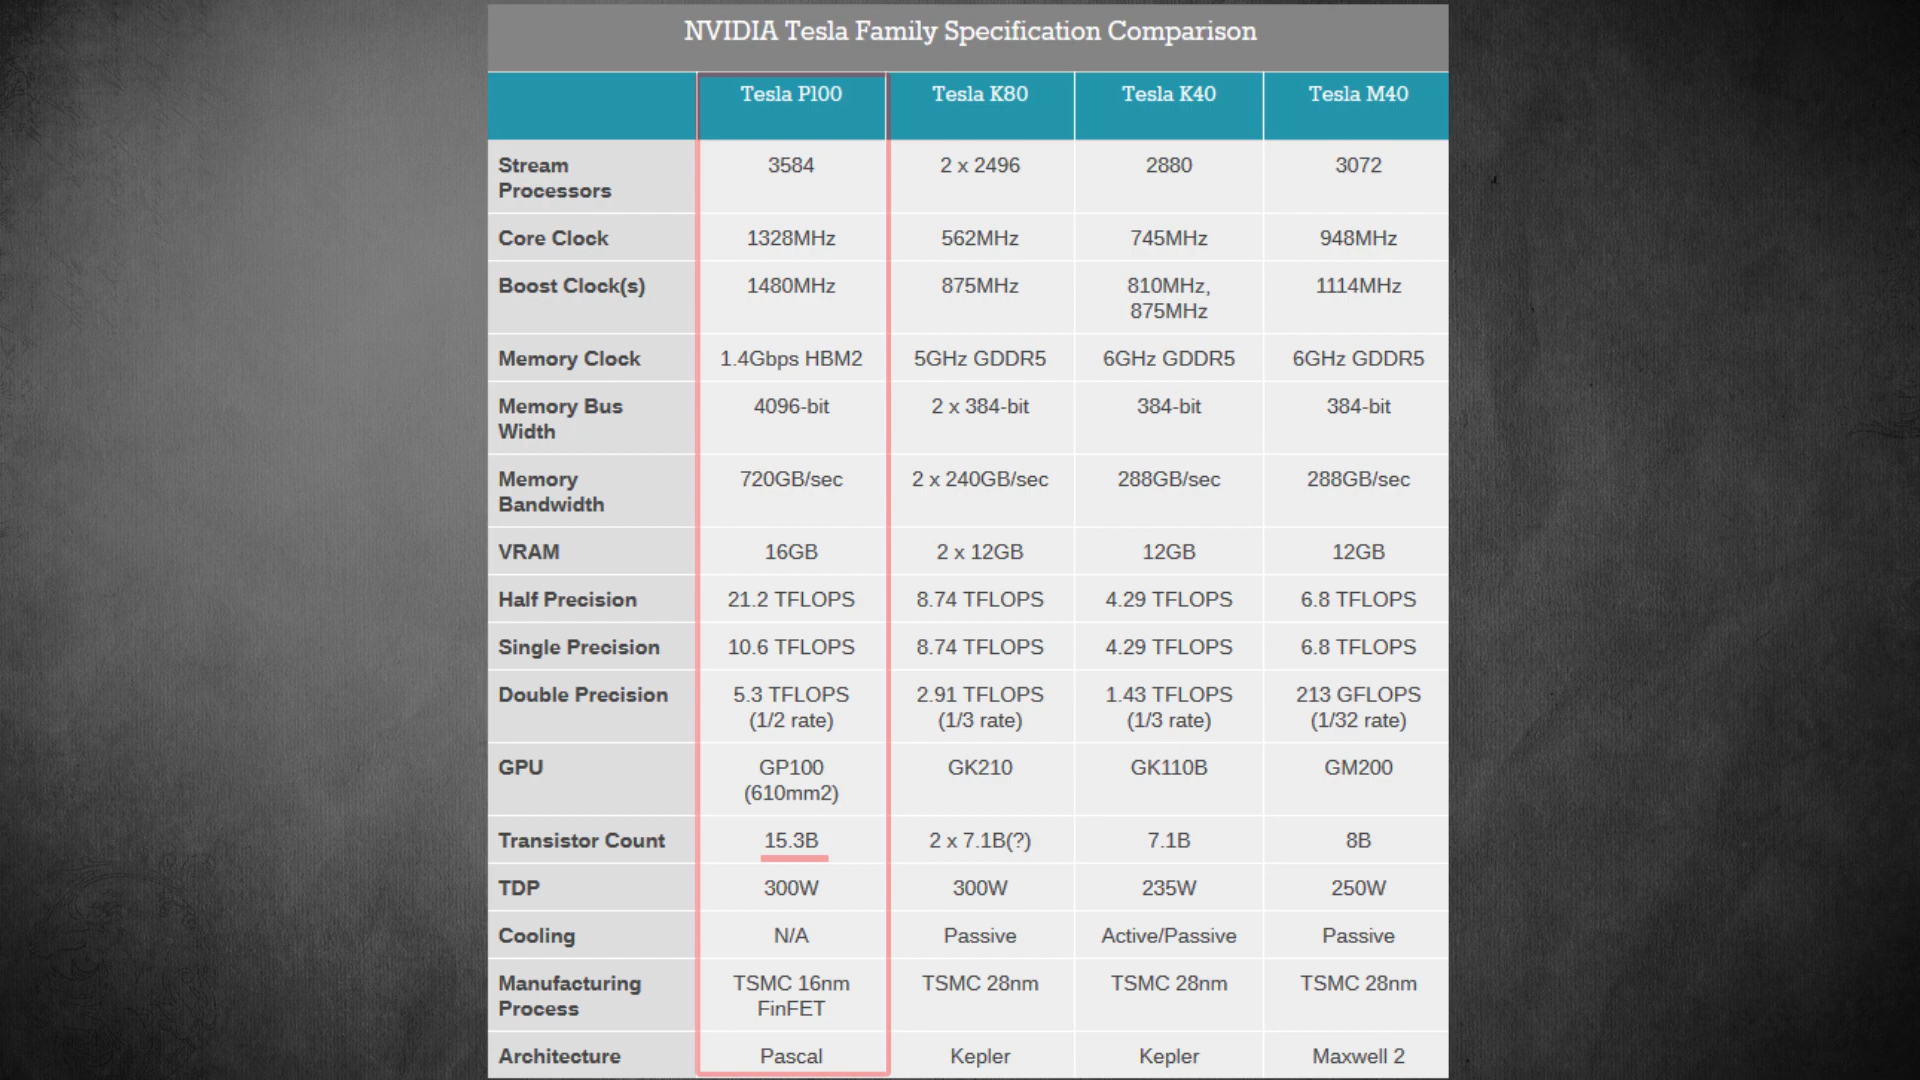 NVIDIA Tesla Family Specification Comparison
Tesla P100 Tesla K80 Tesla K40 Tesla M40
Stream Processors 3584 2 x 2496 2880 3072
Core Clock 1328MHz 562MHz 745MHz 948MHz
Boost Clock(s) 1480MHz 875MHz 810MHz, 875MHz 1114MHz
Memory Clock 1.4Gbps HBM2 5GHz GDDR5 6GHz GDDR5 6GHz GDDR5
Memory Bus Width 4096-bit 2 x 384-bit 384-bit 384-bit
Memory Bandwidth 720GB/sec 2 x 240GB/sec 288GB/sec 288GB/sec
VRAM 16GB 2 x 12GB 12GB 12GB
Half Precision 21.2 TFLOPS 8.74 TFLOPS 4.29 TFLOPS 6.8 TFLOPS
Single Precision 10.6 TFLOPS 8.74 TFLOPS 4.29 TFLOPS 6.8 TFLOPS
Double Precision 5.3 TFLOPS (1/2 rate) 2.91 TFLOPS (1/3 rate) 1.43 TFLOPS (1/3 rate) 213 GFLOPS (1/32 rate)
GPU GP100 (610mm2) GK210 GK110B GM200
Transistor Count 15.3B 2 x 7.1B(?) 7.1B 8B
TDP 300W 300W 235W 250W
Cooling N/A Passive Active/Passive Passive
Manufacturing Process TSMC 16nm FinFET TSMC 28nm TSMC 28nm TSMC 28nm
Architecture Pascal Kepler Kepler Maxwell 2